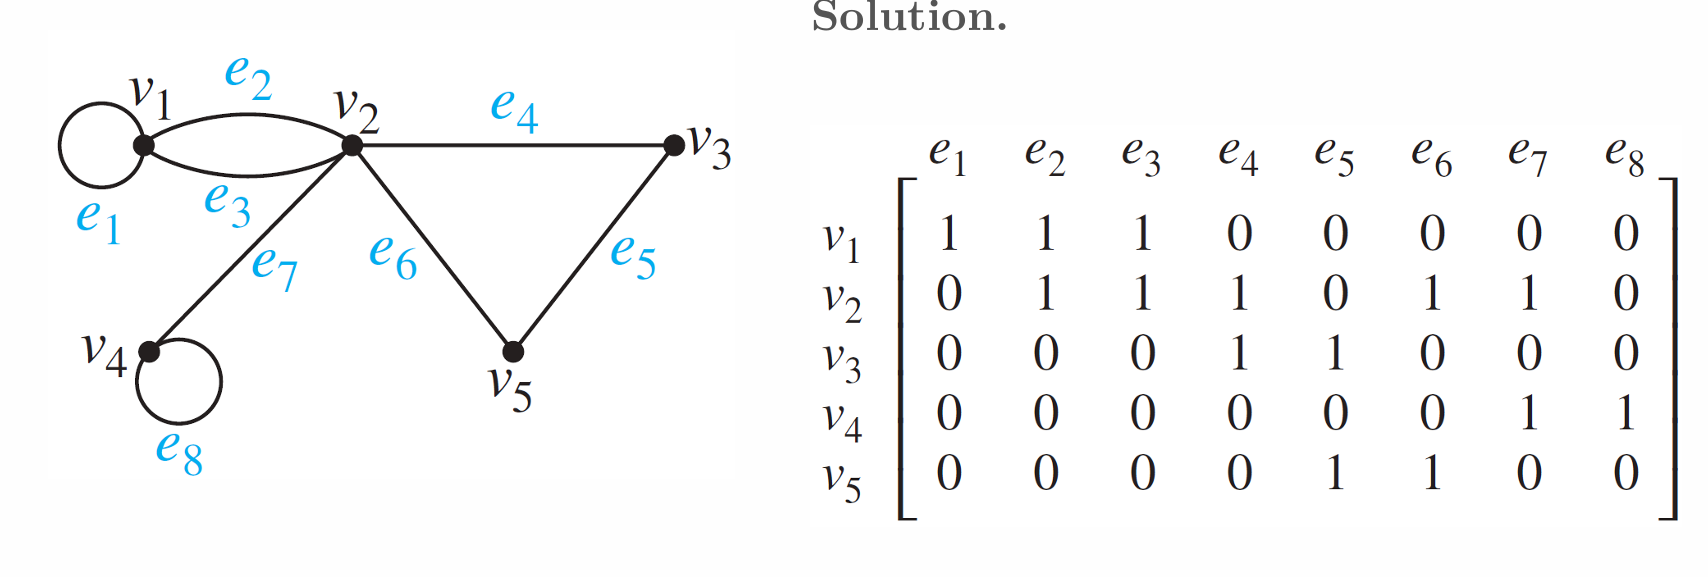 Solution.
e2
v1
v2
e4
v3
e1
e3
e7
e6
e5
v4
v5
e8
e1 e2 e3 e4 e5 e6 e7 e8
v1 1 1 1 0 0 0 0 0
v2 0 1 1 1 0 1 1 0
v3 0 0 0 1 1 0 0 0
v4 0 0 0 0 0 0 1 1
v5 0 0 0 0 1 1 0 0